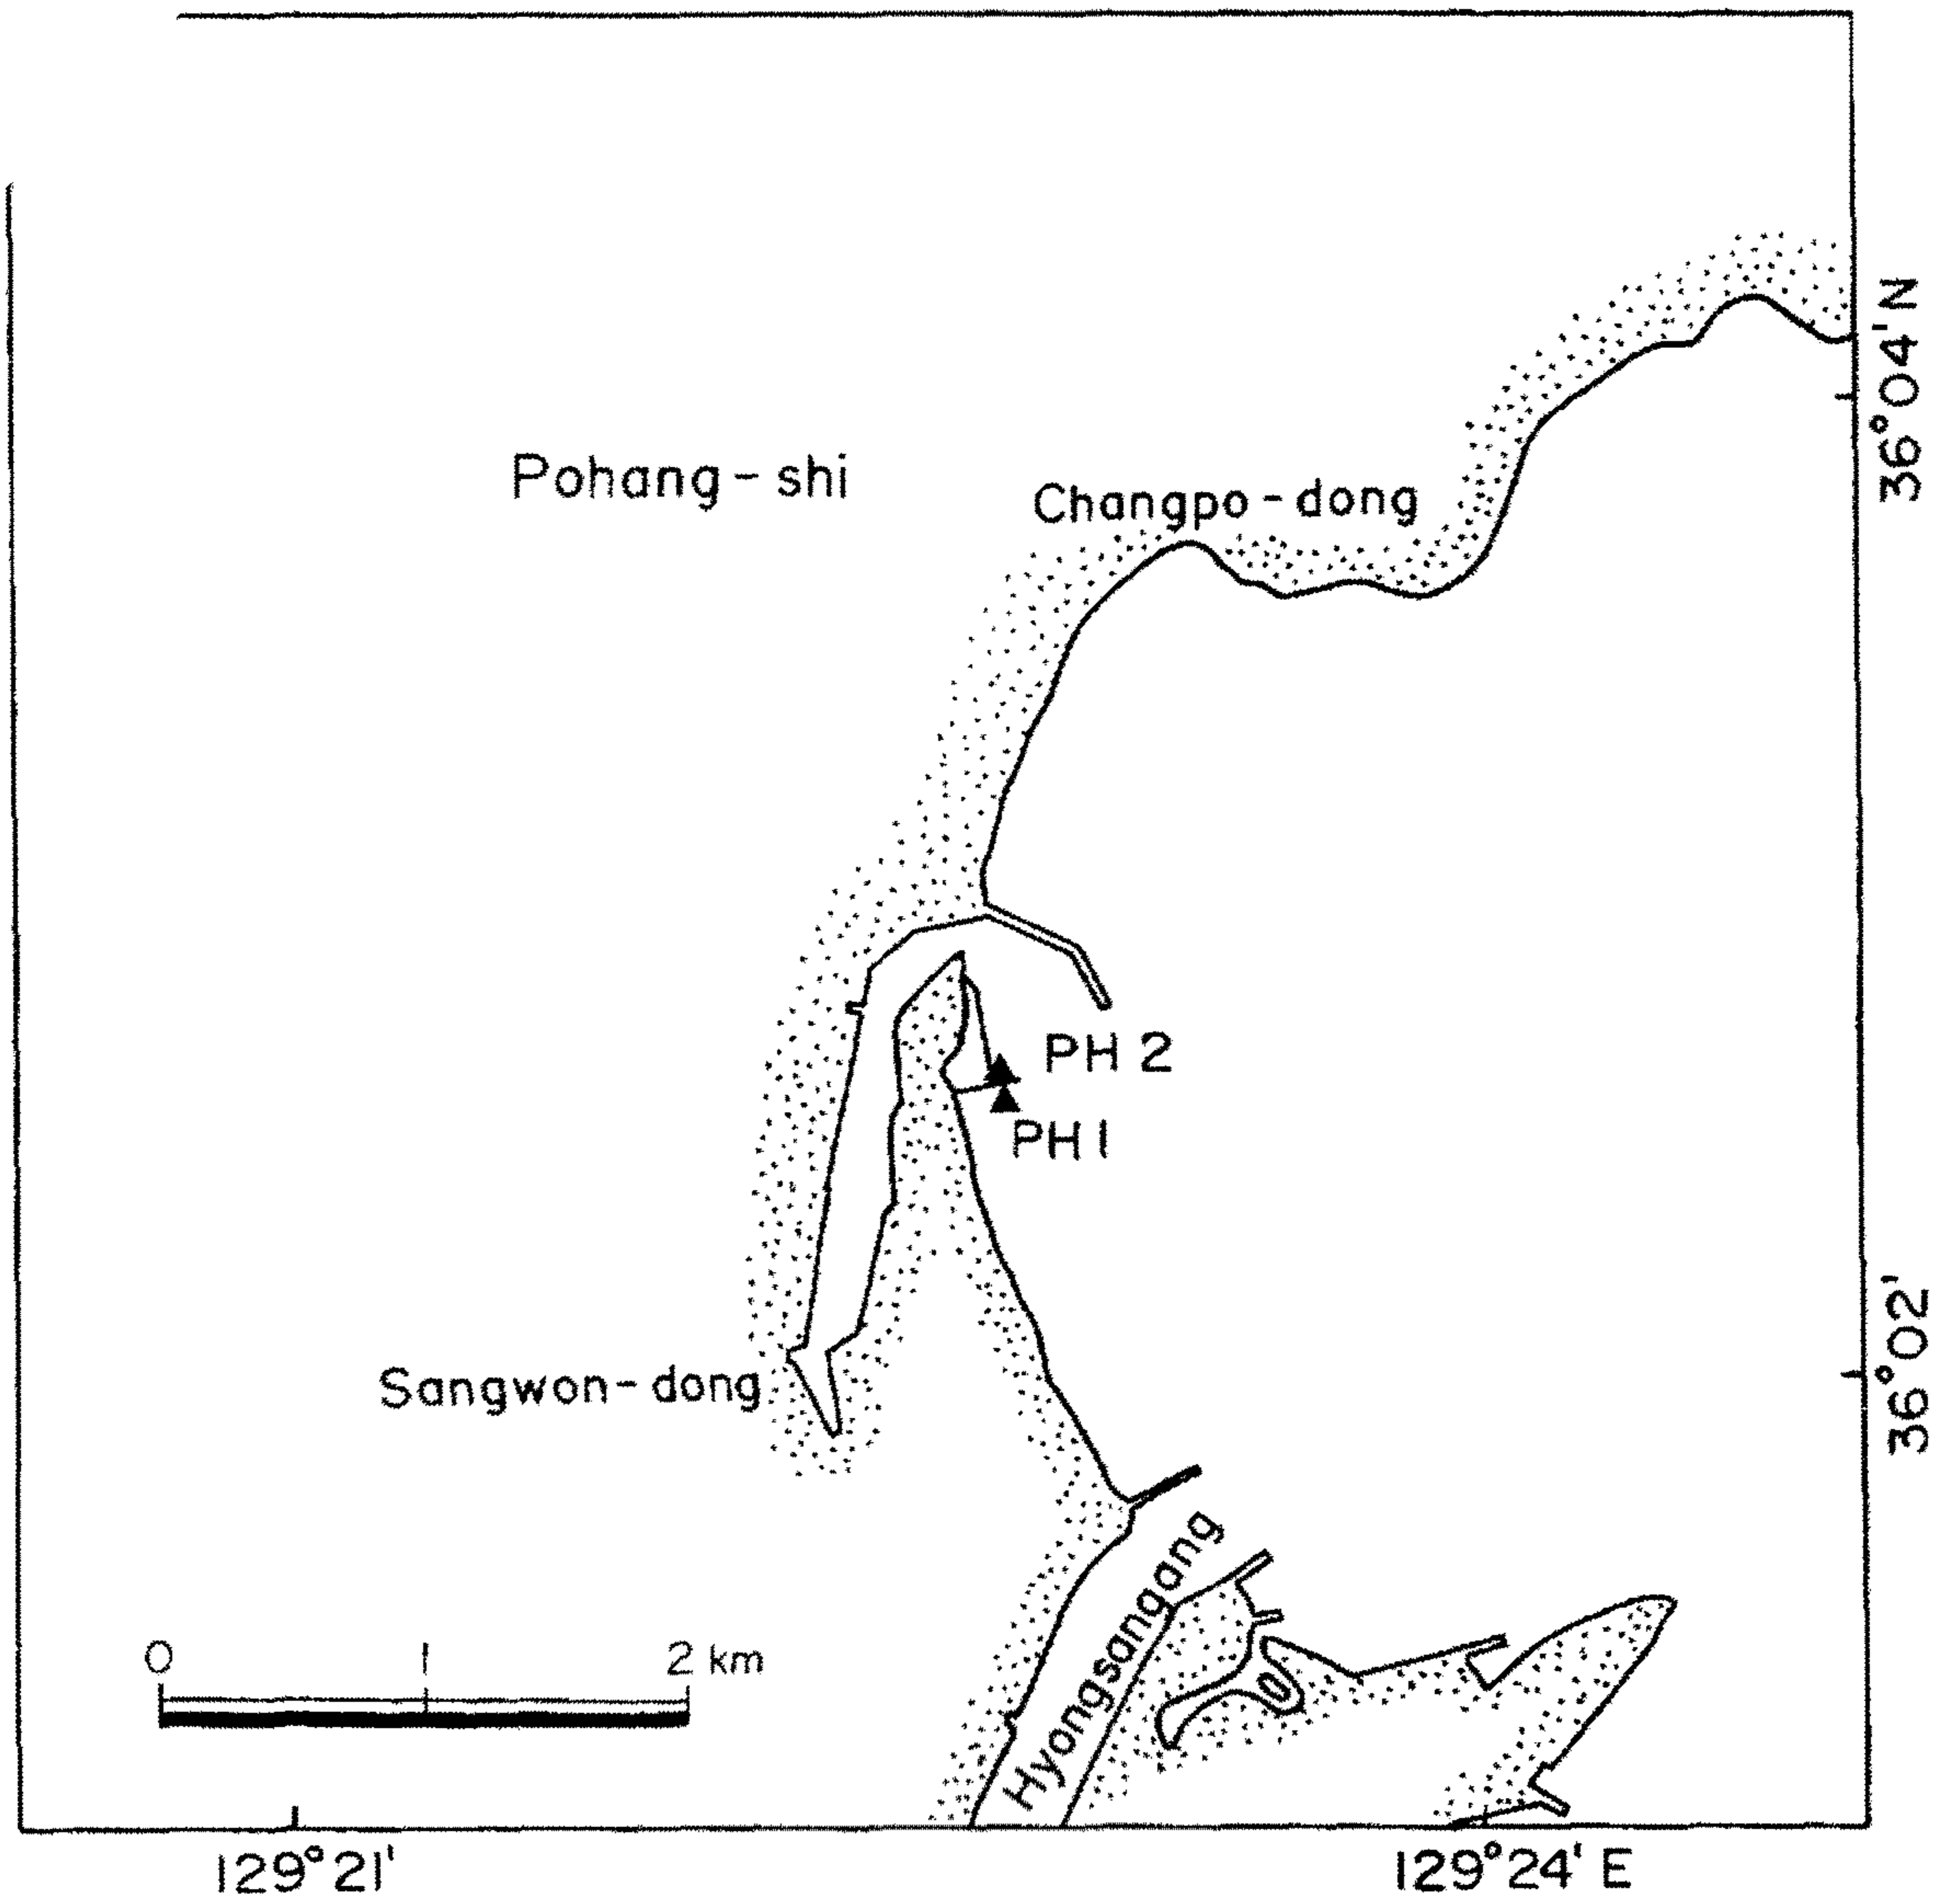 36°04'N
Pohang-shi
Changpo-dong
PH 2
PH 1
36°02'
Sangwon-dong
Hyongsangang
0 1 2 km
129°21'
129°24'E